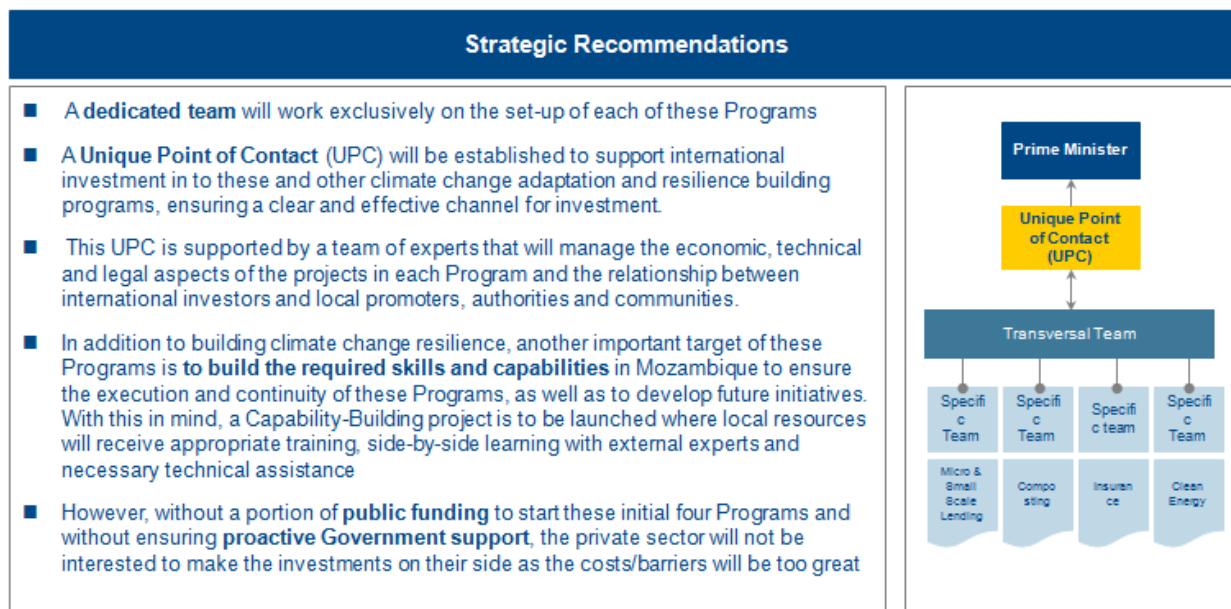 Strategic Recommendations
■ A dedicated team will work exclusively on the set-up of each of these Programs
■ A Unique Point of Contact (UPC) will be established to support international
investment in to these and other climate change adaptation and resilience building
programs, ensuring a clear and effective channel for investment.
■ This UPC is supported by a team of experts that will manage the economic, technical
and legal aspects of the projects in each Program and the relationship between
international investors and local promoters, authorities and communities.
■ In addition to building climate change resilience, another important target of these
Programs is to build the required skills and capabilities in Mozambique to ensure
the execution and continuity of these Programs, as well as to develop future initiatives.
With this in mind, a Capability-Building project is to be launched where local resources
will receive appropriate training, side-by-side learning with external experts and
necessary technical assistance
■ However, without a portion of public funding to start these initial four Programs and
without ensuring proactive Government support, the private sector will not be
interested to make the investments on their side as the costs/barriers will be too great
Prime Minister
Unique Point
of Contact
(UPC)
Transversal Team
Specifi
c
Team
Specifi
c
Team
Specifi
c team
Specifi
c
Team
Micro &
Small
Scale
Lending
Compo
sting
Insuran
ce
Clean
Energy